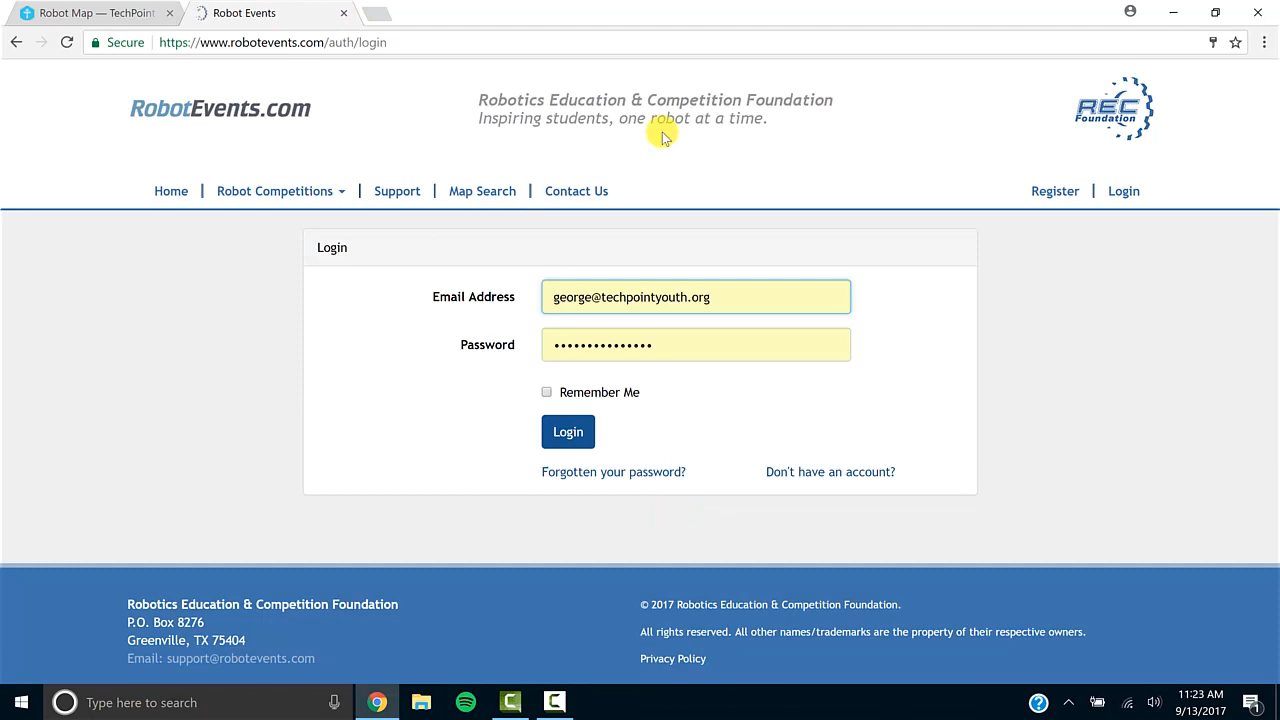 Robot Map — TechPoint
Robot Events
Secure
https://www.robotevents.com/auth/login
RobotEvents.com
Robotics Education & Competition Foundation
Inspiring students, one robot at a time.
REC
Foundation
Home
Robot Competitions
Support
Map Search
Contact Us
Register
Login
Login
Email Address
george@techpointyouth.org
Password
•••••••••••••••
Remember Me
Login
Forgotten your password?
Don't have an account?
Robotics Education & Competition Foundation
P.O. Box 8276
Greenville, TX 75404
Email: support@robotevents.com
© 2017 Robotics Education & Competition Foundation.
All rights reserved. All other names/trademarks are the property of their respective owners.
Privacy Policy
Type here to search
11:23 AM
9/13/2017
1